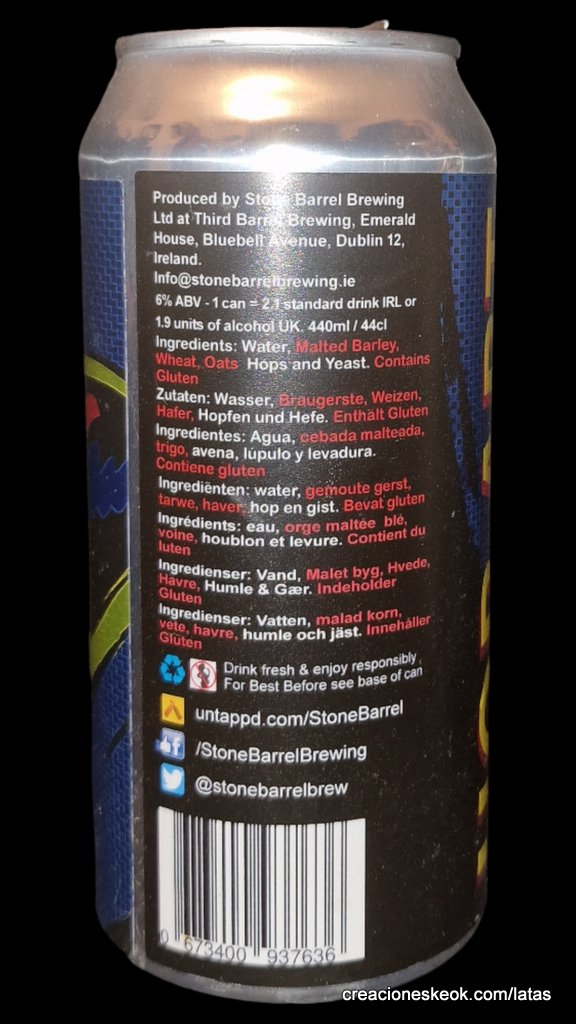 Produced by Stone Barrel Brewing
Ltd at Third Barrel Brewing, Emerald
House, Bluebell Avenue, Dublin 12,
Ireland.
Info@stonebarrelbrewing.ie
6% ABV - 1 can = 2.1 standard drink IRL or
1.9 units of alcohol UK. 440ml / 44cl
Ingredients: Water, Malted Barley,
Wheat, Oats Hops and Yeast. Contains
Gluten
Zutaten: Wasser, Braugerste, Weizen,
Hafer, Hopfen und Hefe. Enthält Gluten
Ingredientes: Agua, cebada malteada,
trigo, avena, lúpulo y levadura.
Contiene gluten
Ingrediënten: water, gemoute gerst,
tarwe, haver, hop en gist. Bevat gluten
Ingrédients: eau, orge maltée blé,
voine, houblon et levure. Contient du
luten
Ingredienser: Vand, Malet byg, Hvede,
Havre, Humle & Gær. Indeholder
Gluten
Ingredienser: Vatten, malad korn,
vete, havre, humle och jäst. Innehåller
Glüten
Drink fresh & enjoy responsibly
For Best Before see base of can
untappd.com/StoneBarrel
/StoneBarrelBrewing
@stonebarrelbrew
0 673400 937636
creacioneskeok.com/latas